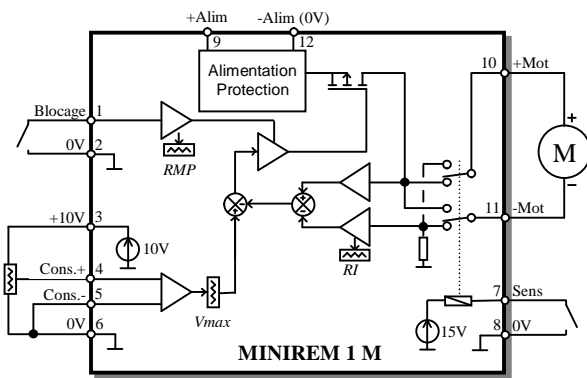 +Alim -Alim (0V)
9 12
10 +Mot
Alimentation
Protection
Blocage 1
0V 2
RMP
M
+10V 3
11 -Mot
10V
RI
Cons.+ 4
7 Sens
Cons.- 5
Vmax
15V
0V 6
8 0V
MINIREM 1 M